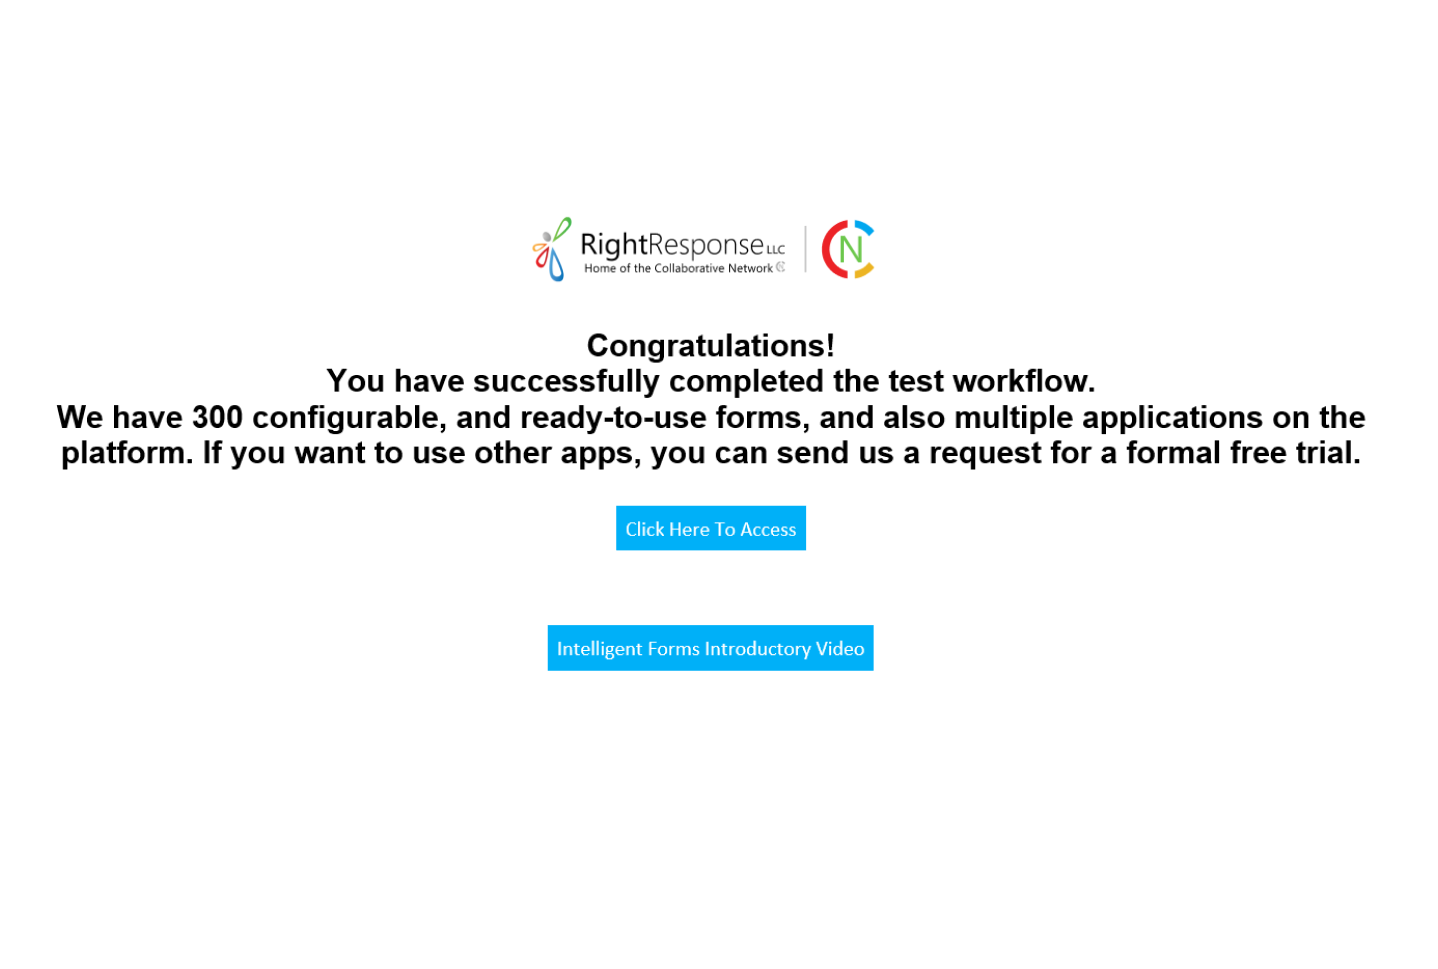 RightResponse LLC
Home of the Collaborative Network
CN
Congratulations!
You have successfully completed the test workflow.
We have 300 configurable, and ready-to-use forms, and also multiple applications on the
platform. If you want to use other apps, you can send us a request for a formal free trial.
Click Here To Access
Intelligent Forms Introductory Video